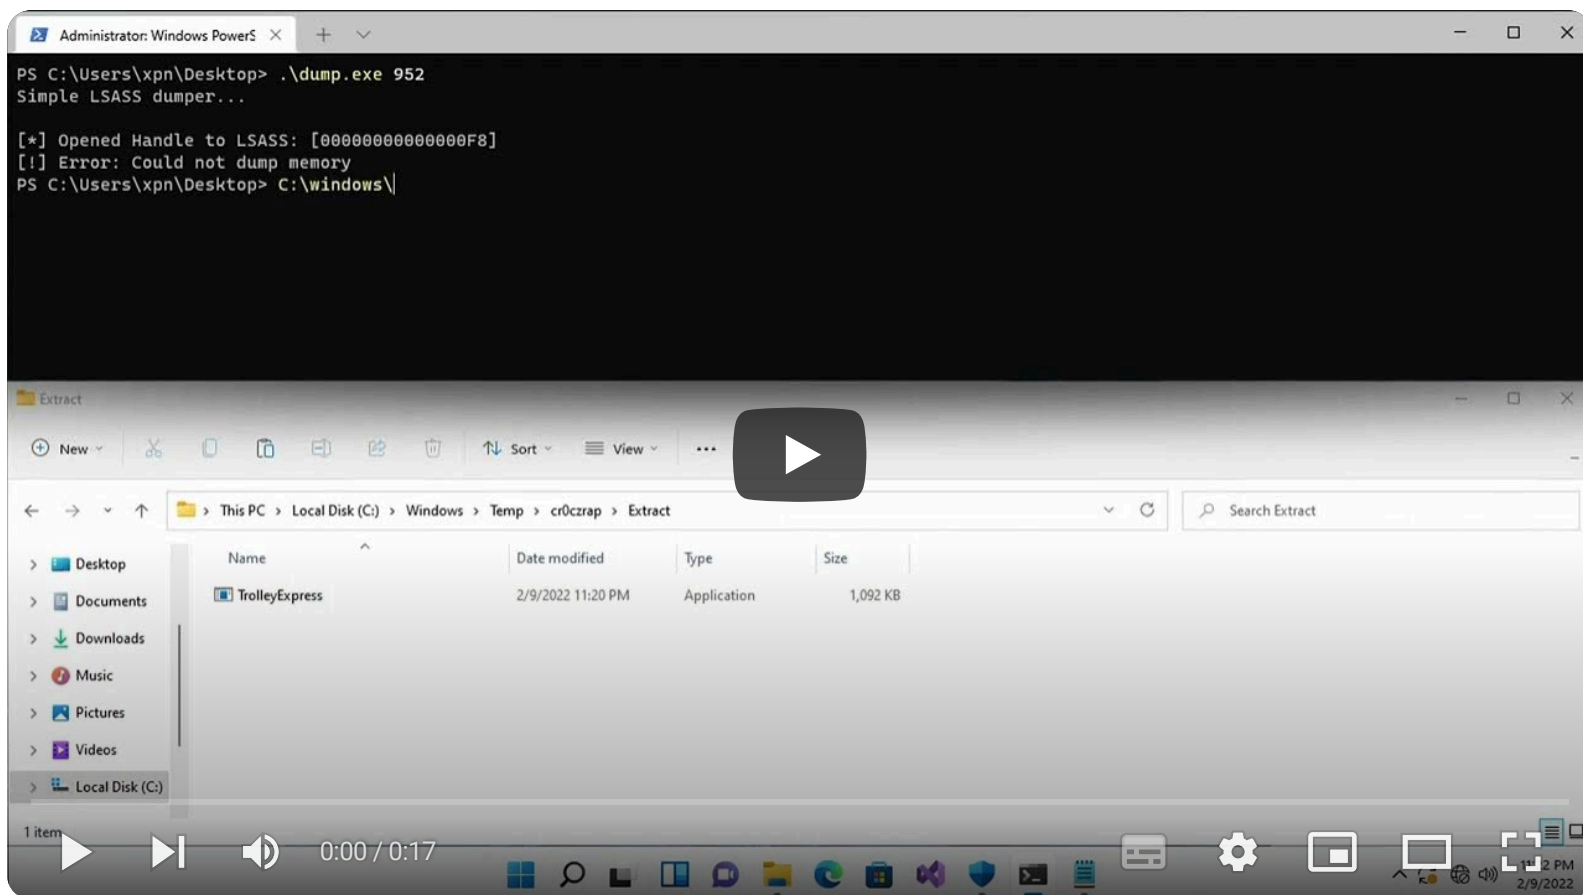 Administrator: Windows PowerS
PS C:\Users\xpn\Desktop> .\dump.exe 952
Simple LSASS dumper...
[*] Opened Handle to LSASS: [00000000000000F8]
[!] Error: Could not dump memory
PS C:\Users\xpn\Desktop> C:\windows\
Extract
New Sort View
This PC > Local Disk (C:) > Windows > Temp > cr0czrap > Extract
Search Extract
Name Date modified Type Size
TrolleyExpress 2/9/2022 11:20 PM Application 1,092 KB
Desktop
Documents
Downloads
Music
Pictures
Videos
Local Disk (C:)
1 item
0:00 / 0:17
PM
2/9/2022